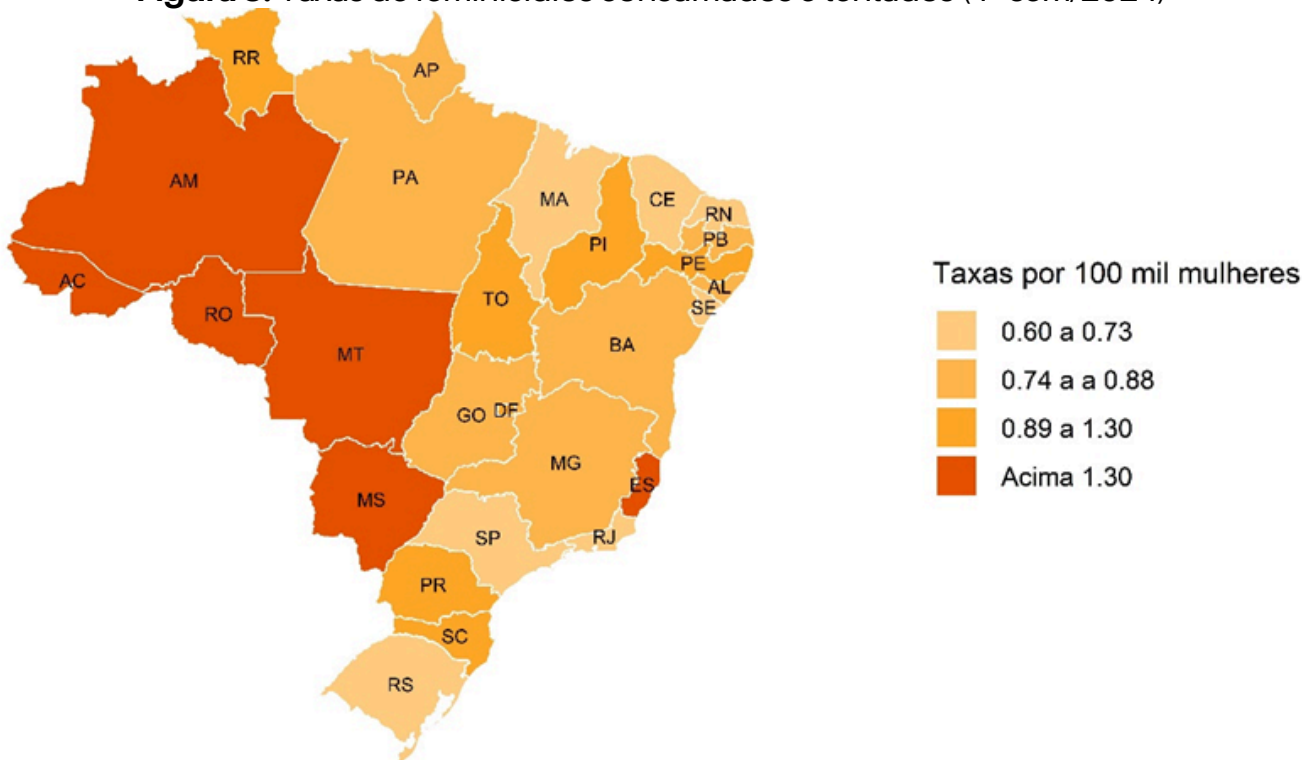 RR
AP
AM
PA
MA
CE
RN
PB
PI
PE
AL
SE
AC
RO
TO
MT
BA
GO
DF
MG
MS
ES
SP
RJ
PR
SC
RS
Taxas por 100 mil mulheres
0.60 a 0.73
0.74 a a 0.88
0.89 a 1.30
Acima 1.30